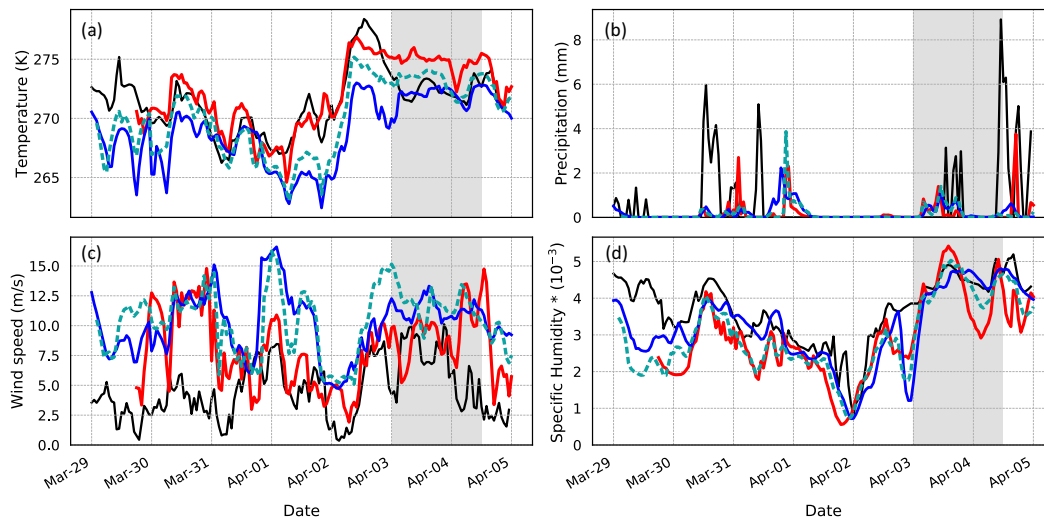 (a)
Temperature (K)
275
270
265
(b)
Precipitation (mm)
8
6
4
2
0
(c)
Wind speed (m/s)
15.0
12.5
10.0
7.5
5.0
2.5
0.0
Mar-29
Mar-30
Mar-31
Apr-01
Apr-02
Apr-03
Apr-04
Apr-05
Date
(d)
Specific Humidity * (10⁻³)
5
4
3
2
1
0
Mar-29
Mar-30
Mar-31
Apr-01
Apr-02
Apr-03
Apr-04
Apr-05
Date